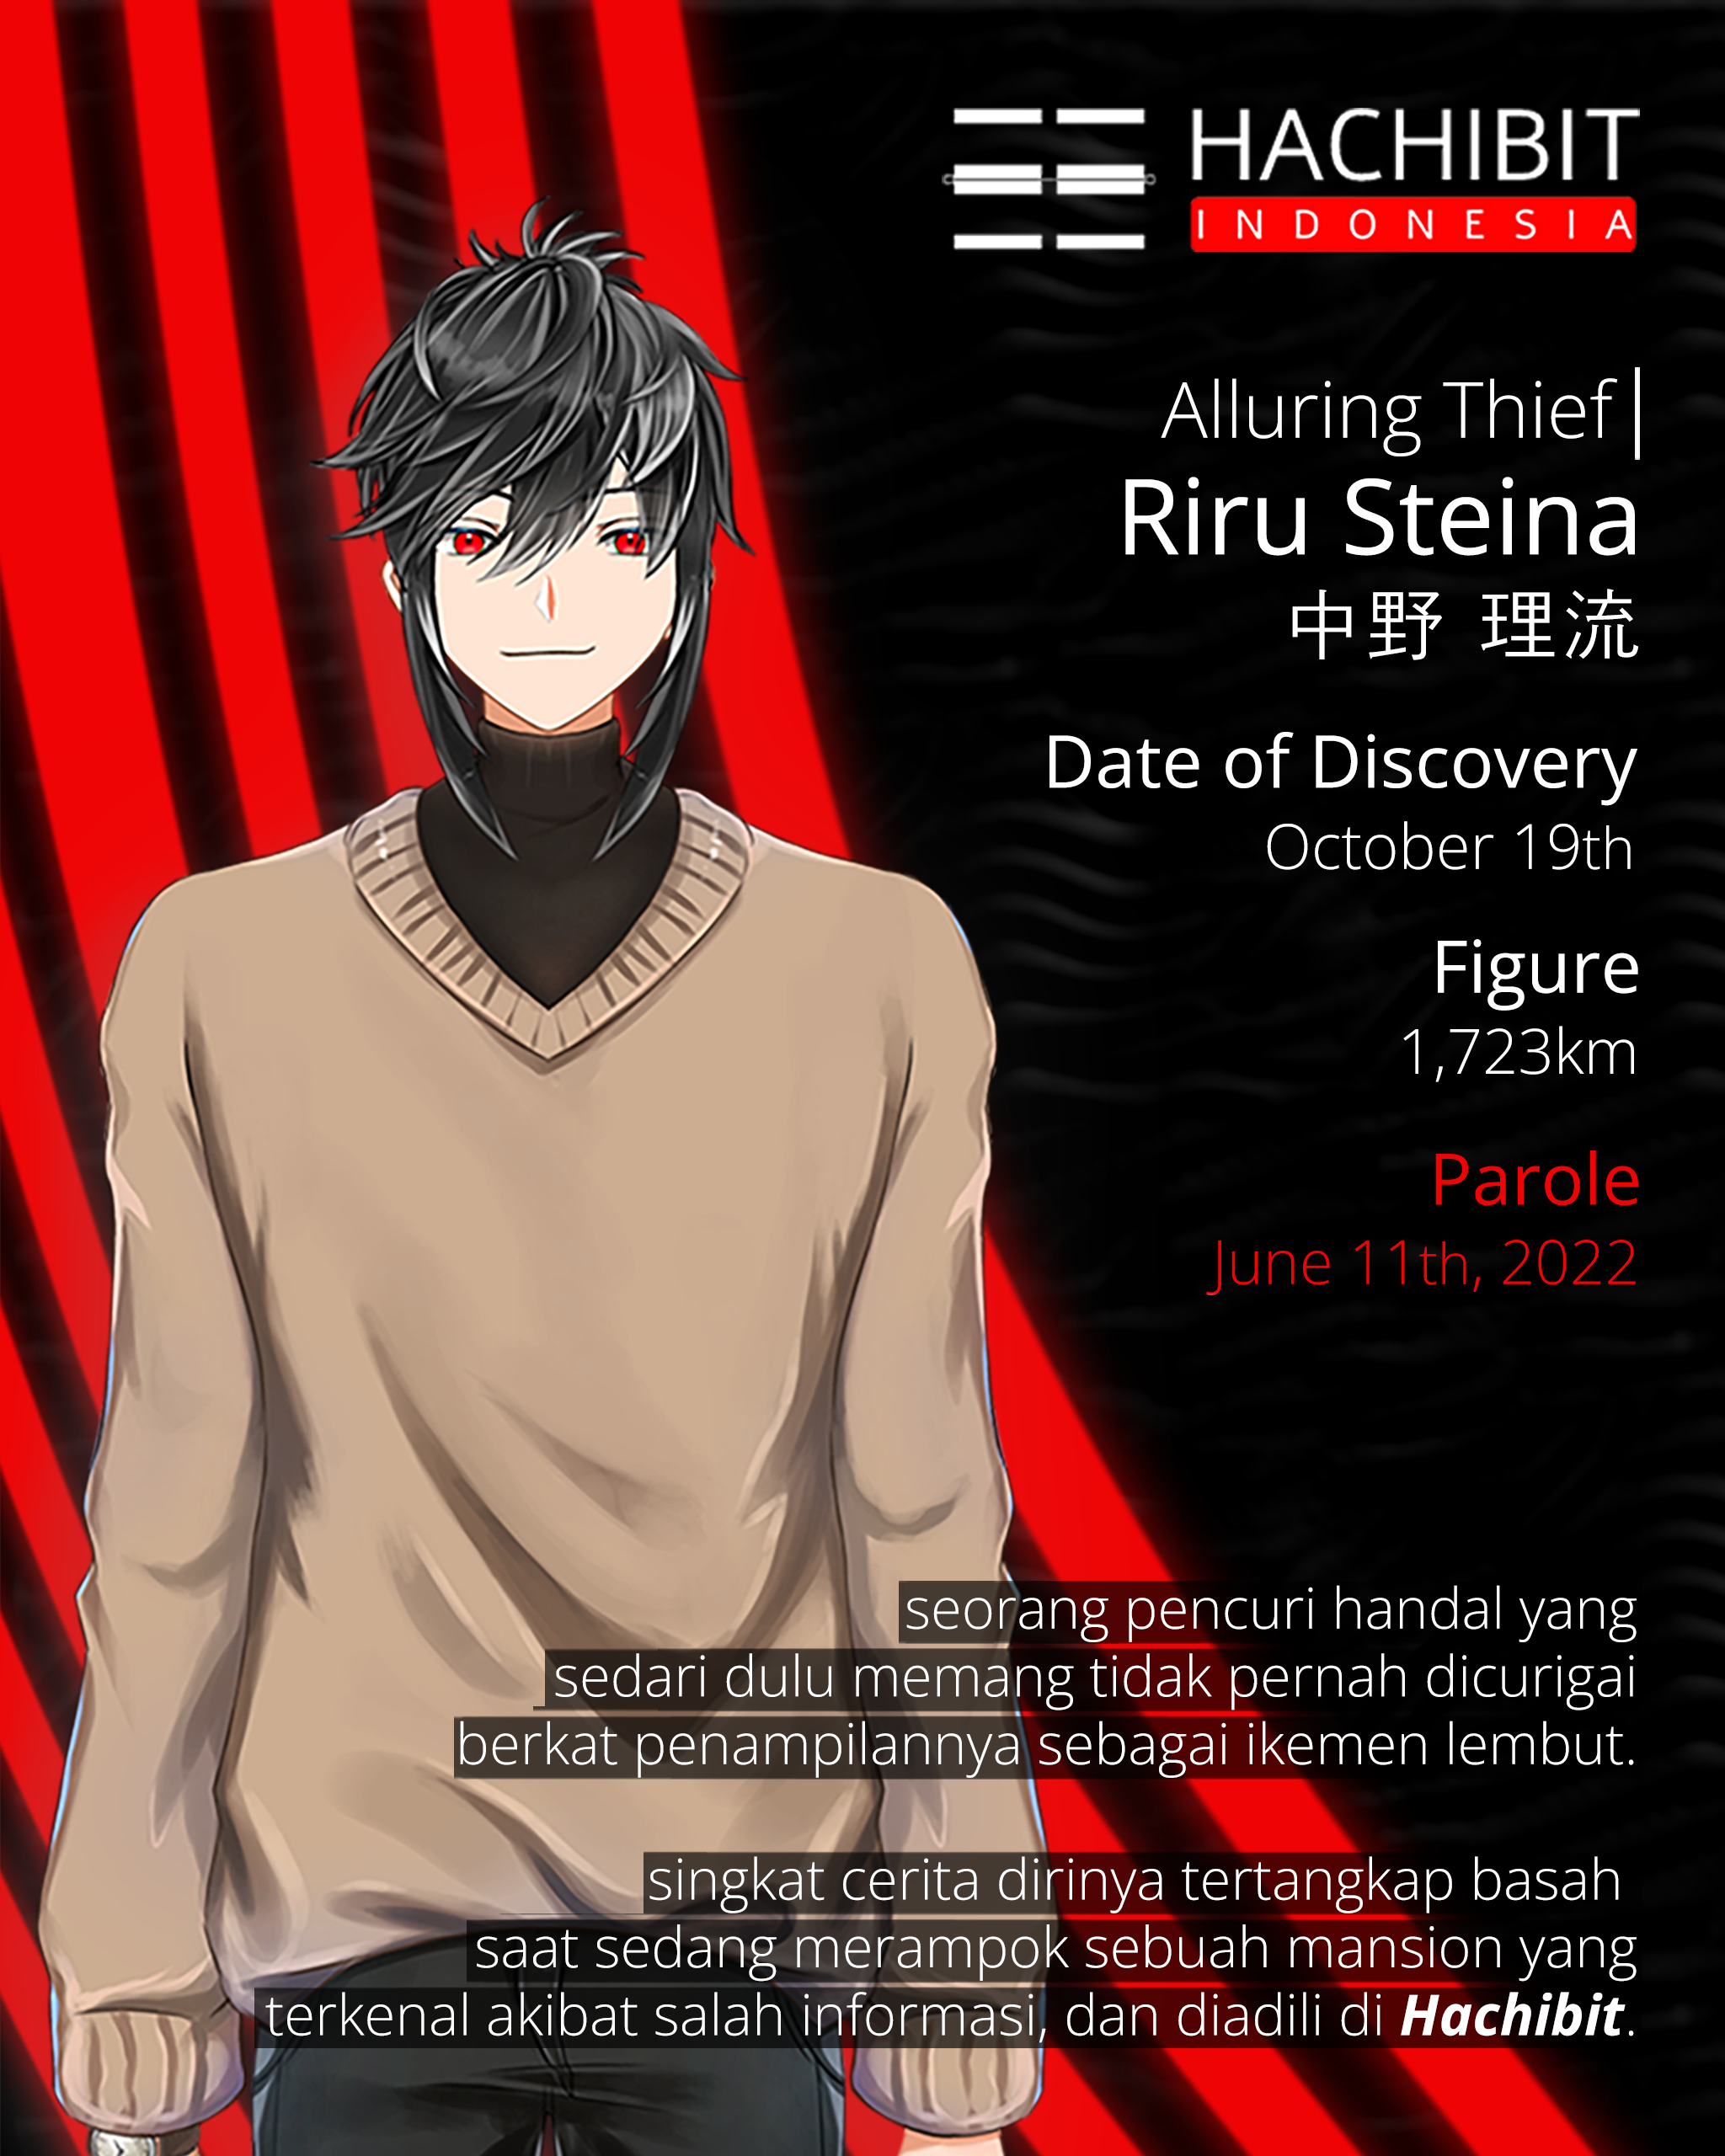 HACHIBIT
INDONESIA
Alluring Thief|
Riru Steina
中野 理流
Date of Discovery
October 19th
Figure
1,723km
Parole
June 11th, 2022
seorang pencuri handal yang
sedari dulu memang tidak pernah dicurigai
berkat penampilannya sebagai ikemen lembut.
singkat cerita dirinya tertangkap basah
saat sedang merampok sebuah mansion yang
terkenal akibat salah informasi, dan diadili di Hachibit.